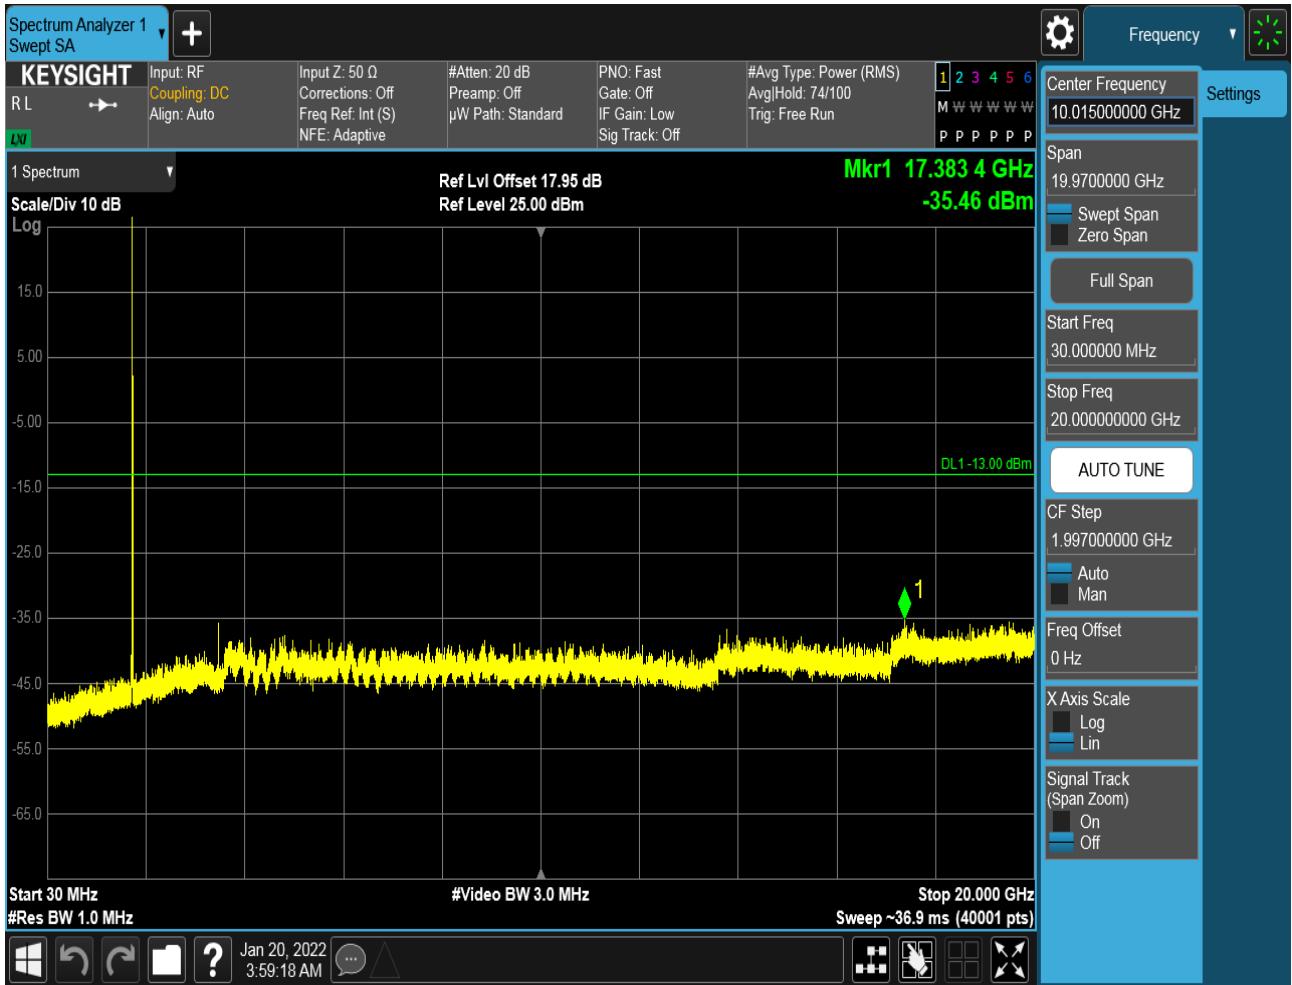 Spectrum Analyzer 1
Swept SA
Frequency
KEYSIGHT
R L
LXI
Input: RF
Coupling: DC
Align: Auto
Input Z: 50 Ω
Corrections: Off
Freq Ref: Int (S)
NFE: Adaptive
#Atten: 20 dB
Preamp: Off
µW Path: Standard
PNO: Fast
Gate: Off
IF Gain: Low
Sig Track: Off
#Avg Type: Power (RMS)
Avg|Hold: 74/100
Trig: Free Run
1 2 3 4 5 6
M W W W W W
P P P P P P
1 Spectrum
Scale/Div 10 dB
Log
Ref Lvl Offset 17.95 dB
Ref Level 25.00 dBm
Mkr1 17.383 4 GHz
-35.46 dBm
15.0
5.00
-5.00
-15.0
-25.0
-35.0
-45.0
-55.0
-65.0
DL1 -13.00 dBm
1
Start 30 MHz
#Res BW 1.0 MHz
#Video BW 3.0 MHz
Stop 20.000 GHz
Sweep ~36.9 ms (40001 pts)
?
Jan 20, 2022
3:59:18 AM
Center Frequency
10.015000000 GHz
Settings
Span
19.9700000 GHz
Swept Span
Zero Span
Full Span
Start Freq
30.000000 MHz
Stop Freq
20.000000000 GHz
AUTO TUNE
CF Step
1.997000000 GHz
Auto
Man
Freq Offset
0 Hz
X Axis Scale
Log
Lin
Signal Track
(Span Zoom)
On
Off